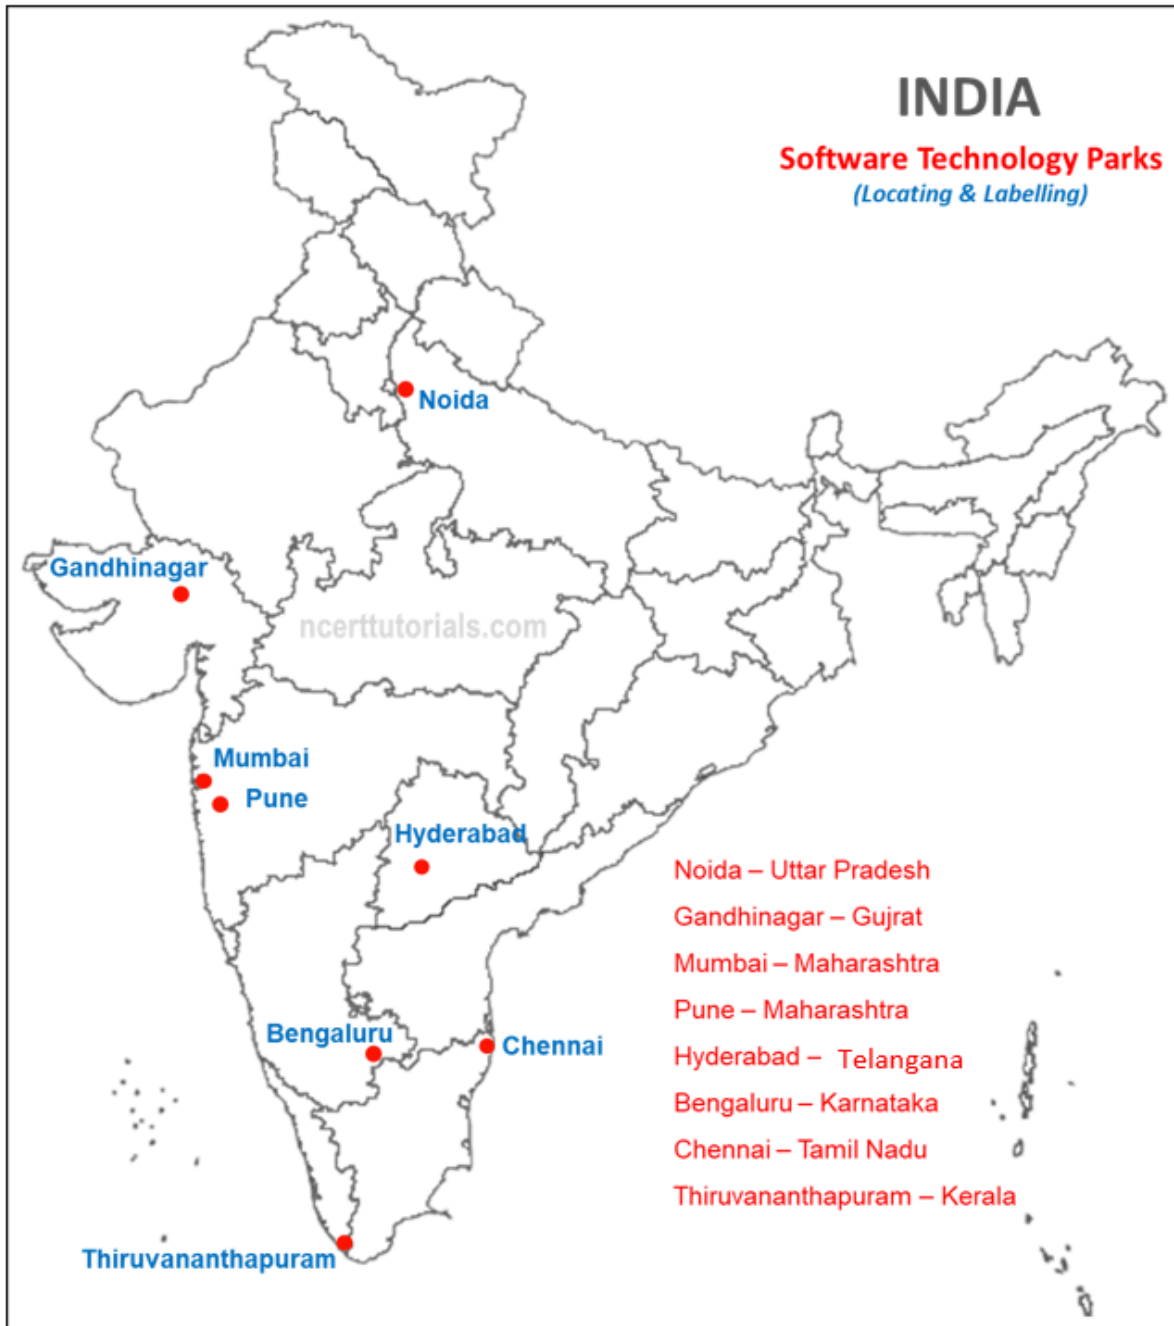 INDIA
Software Technology Parks
(Locating & Labelling)
Noida
Gandhinagar
ncerttutorials.com
Mumbai
Pune
Hyderabad
Noida – Uttar Pradesh
Gandhinagar – Gujrat
Mumbai – Maharashtra
Pune – Maharashtra
Hyderabad – Telangana
Bengaluru
Chennai
Bengaluru – Karnataka
Chennai – Tamil Nadu
Thiruvananthapuram – Kerala
Thiruvananthapuram